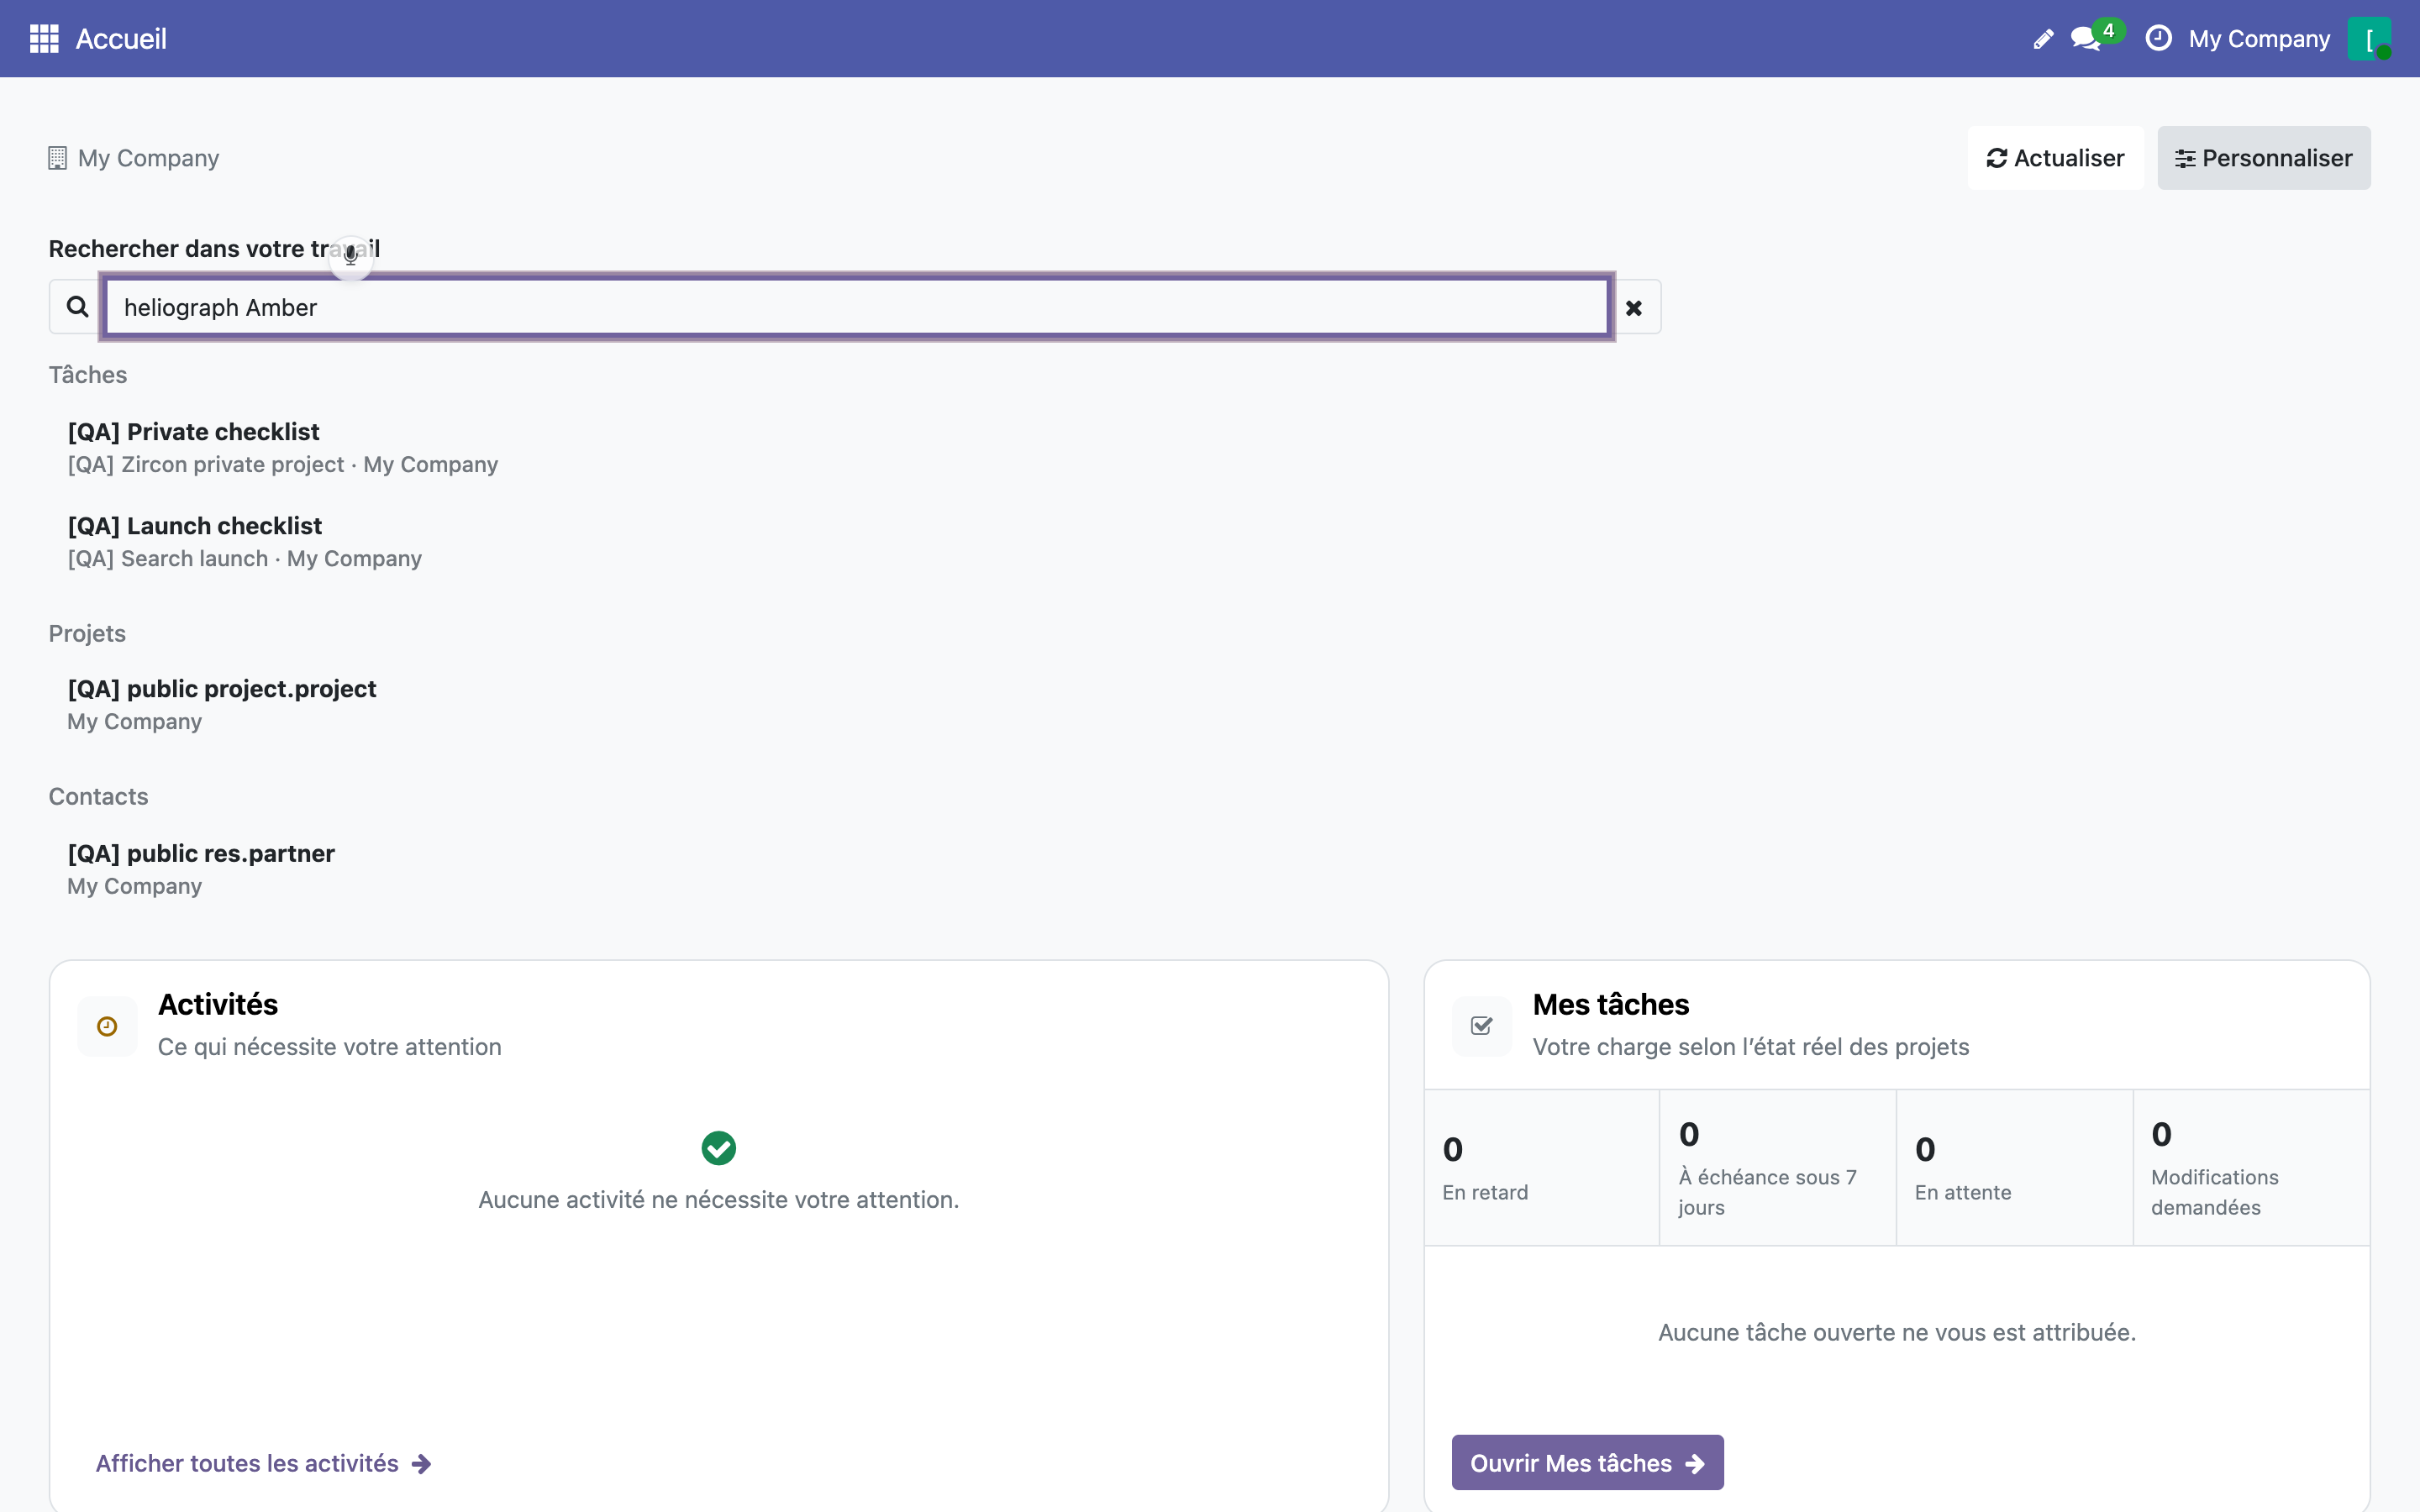 Accueil
4
My Company
[
My Company
Actualiser
Personnaliser
Rechercher dans votre travail
heliograph Amber
Tâches
[QA] Private checklist
[QA] Zircon private project · My Company
[QA] Launch checklist
[QA] Search launch · My Company
Projets
[QA] public project.project
My Company
Contacts
[QA] public res.partner
My Company
Activités
Ce qui nécessite votre attention
Aucune activité ne nécessite votre attention.
Afficher toutes les activités
Mes tâches
Votre charge selon l’état réel des projets
0
En retard
0
À échéance sous 7
jours
0
En attente
0
Modifications
demandées
Aucune tâche ouverte ne vous est attribuée.
Ouvrir Mes tâches